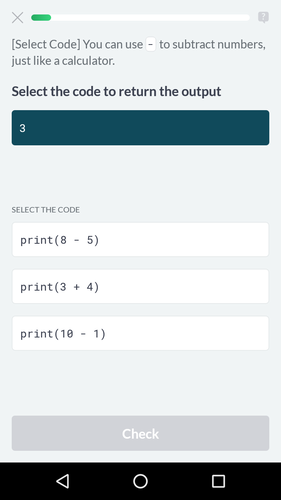 [Select Code] You can use - to subtract numbers,
just like a calculator.
Select the code to return the output
3
SELECT THE CODE
print(8 - 5)
print(3 + 4)
print(10 - 1)
Check